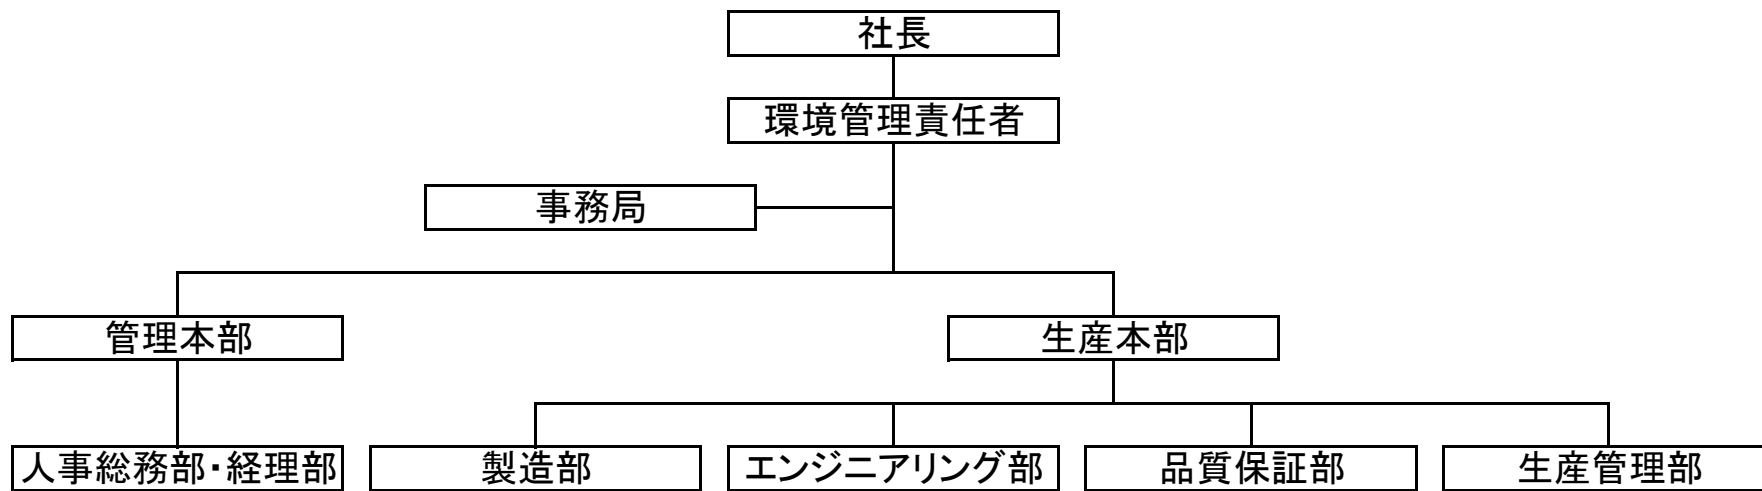 社長
環境管理責任者
事務局
管理本部
生産本部
人事総務部・経理部
製造部
エンジニアリング部
品質保証部
生産管理部